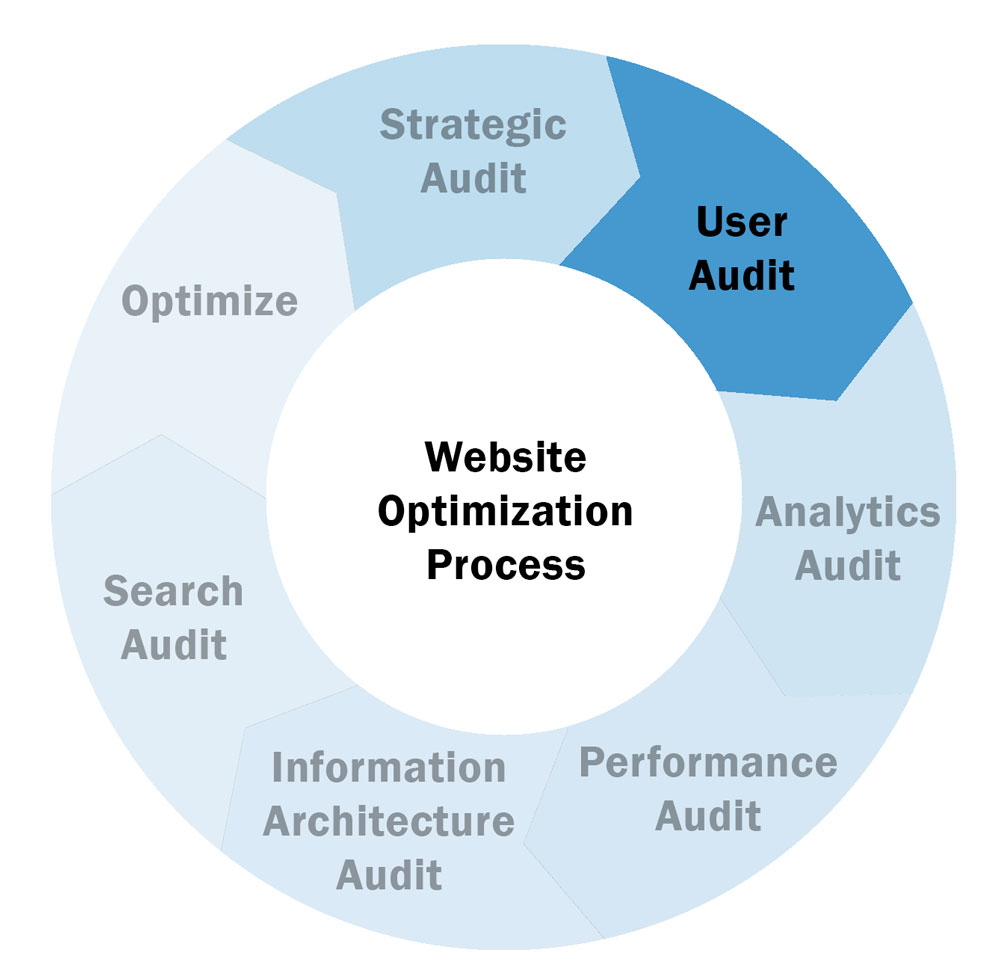 Strategic
Audit
User
Audit
Analytics
Audit
Performance
Audit
Information
Architecture
Audit
Search
Audit
Optimize
Website
Optimization
Process